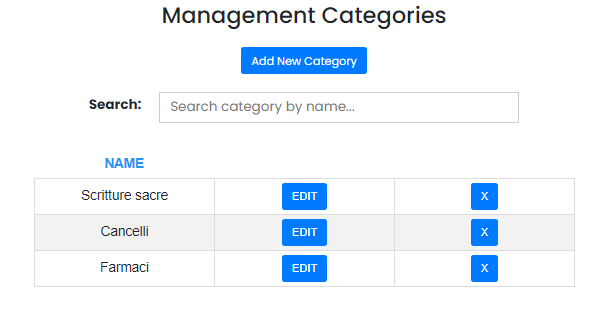 Management Categories
Add New Category
Search: Search category by name...
NAME
Scritture sacre EDIT X
Cancelli EDIT X
Farmaci EDIT X